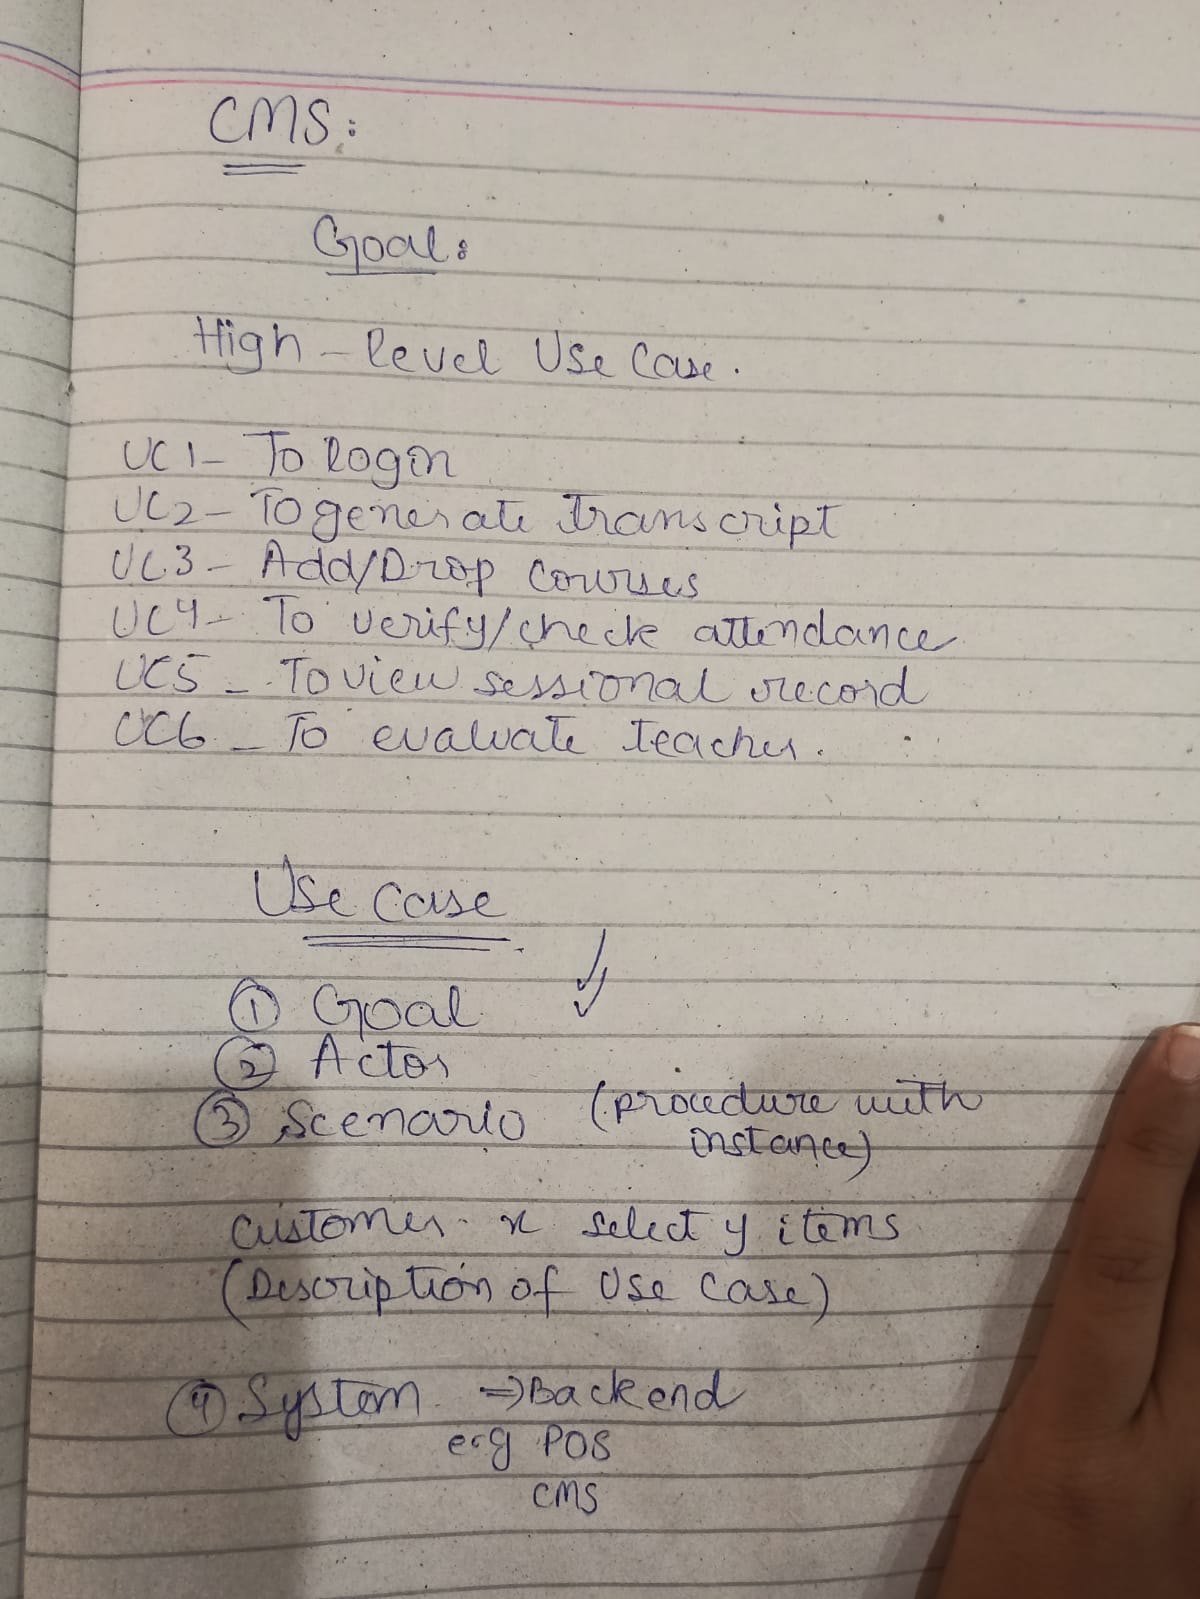 CMS:
Goal:
High-level Use Case.
UC1- To login
UC2- To generate transcript
UC3- Add/Drop courses
UC4- To verify/check attendance
UC5- To view sessional record
UC6- To evaluate teacher.
Use case
① Goal
② Actor
③ Scenario (procedure with
instance)
Customer x select y items
(Description of Use Case)
④ System ⇒ Backend
e.g POS
CMS